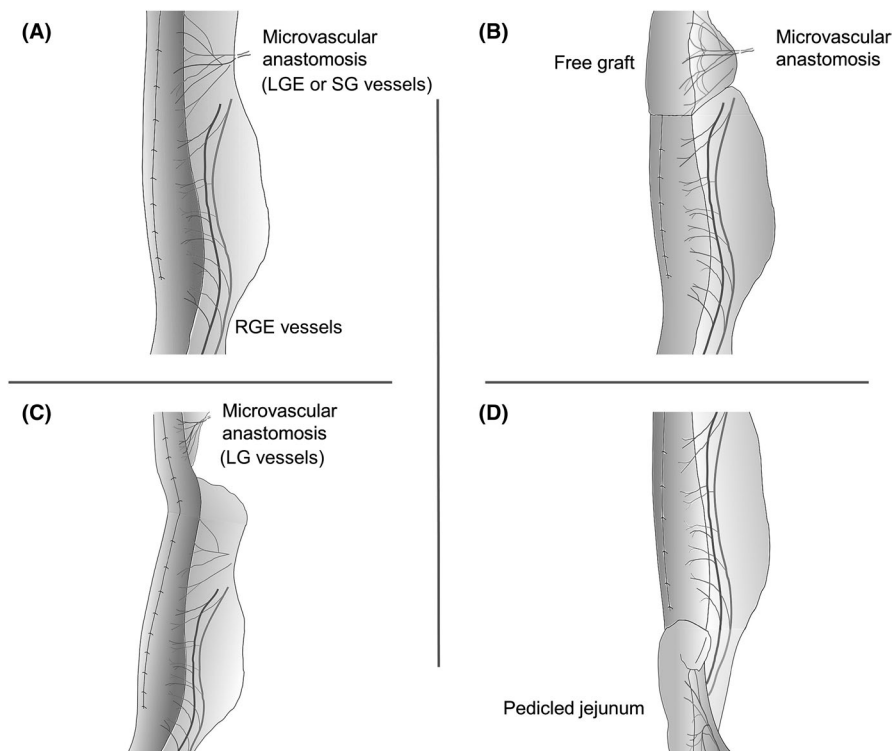 (A)
Microvascular
anastomosis
(LGE or SG vessels)
RGE vessels
(B)
Free graft
Microvascular
anastomosis
(C)
Microvascular
anastomosis
(LG vessels)
(D)
Pedicled jejunum